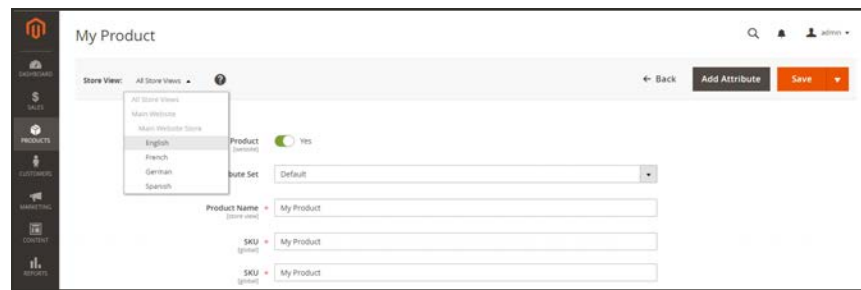 My Product
admin
DASHBOARD
Store View: All Store Views ? ← Back Add Attribute Save
SALES
All Store Views
Main Website
Main Website Store
PRODUCTS
English
Product Yes
[website]
French
CUSTOMERS
German
bute Set Default
Spanish
MARKETING
Product Name * My Product
[store view]
CONTENT
SKU * My Product
[global]
REPORTS
SKU * My Product
[global]